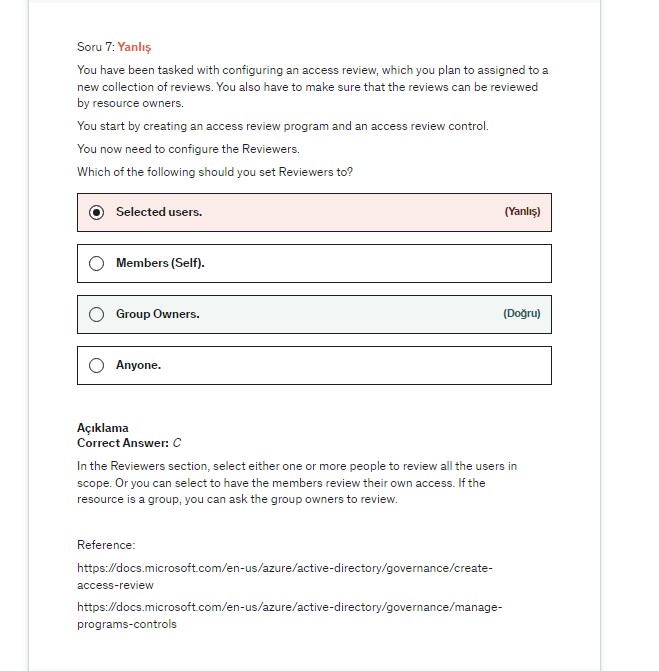 Soru 7: Yanlış
You have been tasked with configuring an access review, which you plan to assigned to a
new collection of reviews. You also have to make sure that the reviews can be reviewed
by resource owners.
You start by creating an access review program and an access review control.
You now need to configure the Reviewers.
Which of the following should you set Reviewers to?
Selected users. (Yanlış)
Members (Self).
Group Owners. (Doğru)
Anyone.
Açıklama
Correct Answer: C
In the Reviewers section, select either one or more people to review all the users in
scope. Or you can select to have the members review their own access. If the
resource is a group, you can ask the group owners to review.
Reference:
https://docs.microsoft.com/en-us/azure/active-directory/governance/create-
access-review
https://docs.microsoft.com/en-us/azure/active-directory/governance/manage-
programs-controls